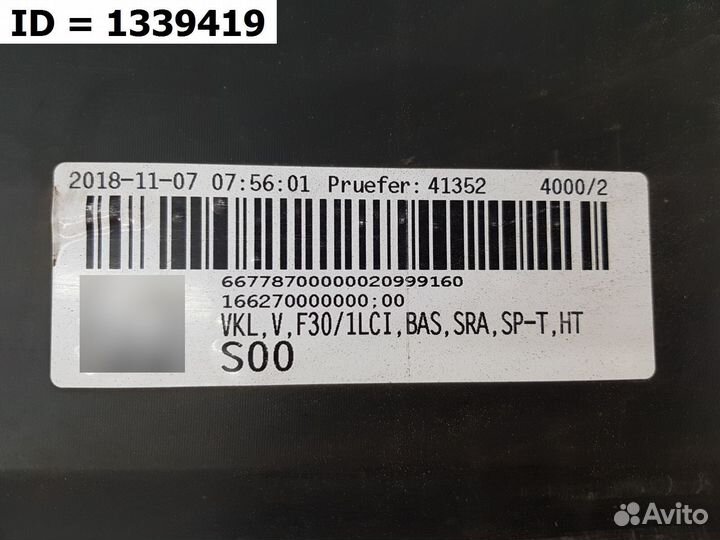 ID = 1339419
2018-11-07 07:56:01 Pruefer: 41352 4000/2
66778700000020999160
166270000000;00
VKL,V,F30/1LCI,BAS,SRA,SP-T,HT
S00
Avito